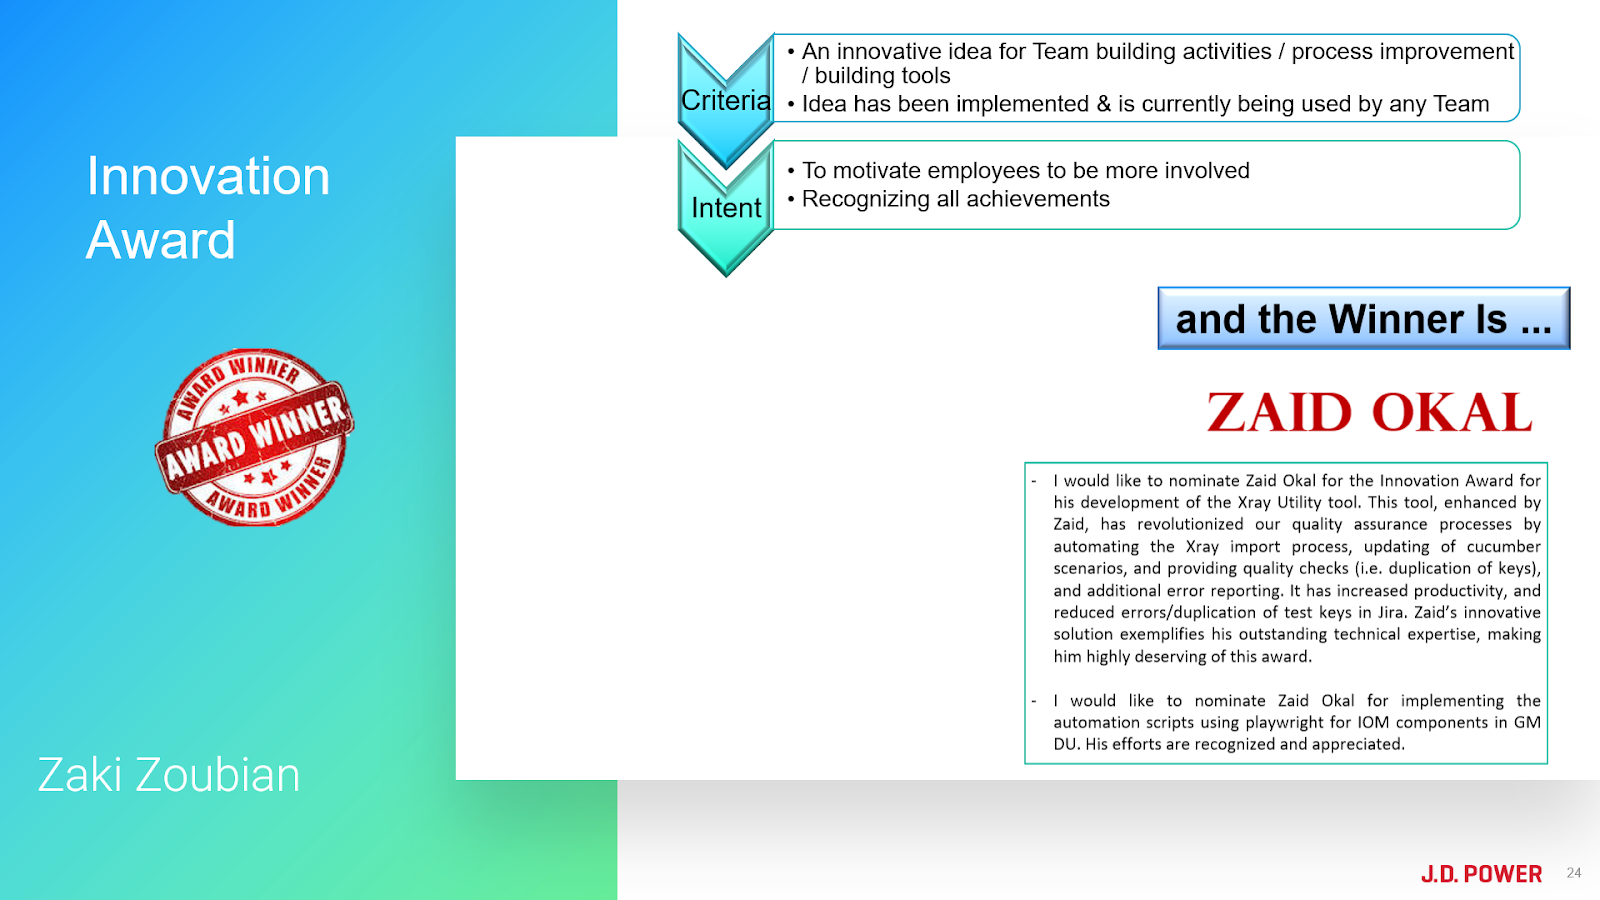 Innovation
Award
AWARD WINNER
AWARD WINNER
AWARD WINNER
Zaki Zoubian
Criteria
• An innovative idea for Team building activities / process improvement
/ building tools
• Idea has been implemented & is currently being used by any Team
Intent
• To motivate employees to be more involved
• Recognizing all achievements
and the Winner Is ...
ZAID OKAL
- I would like to nominate Zaid Okal for the Innovation Award for
his development of the Xray Utility tool. This tool, enhanced by
Zaid, has revolutionized our quality assurance processes by
automating the Xray import process, updating of cucumber
scenarios, and providing quality checks (i.e. duplication of keys),
and additional error reporting. It has increased productivity, and
reduced errors/duplication of test keys in Jira. Zaid’s innovative
solution exemplifies his outstanding technical expertise, making
him highly deserving of this award.
- I would like to nominate Zaid Okal for implementing the
automation scripts using playwright for IOM components in GM
DU. His efforts are recognized and appreciated.
J.D. POWER
24